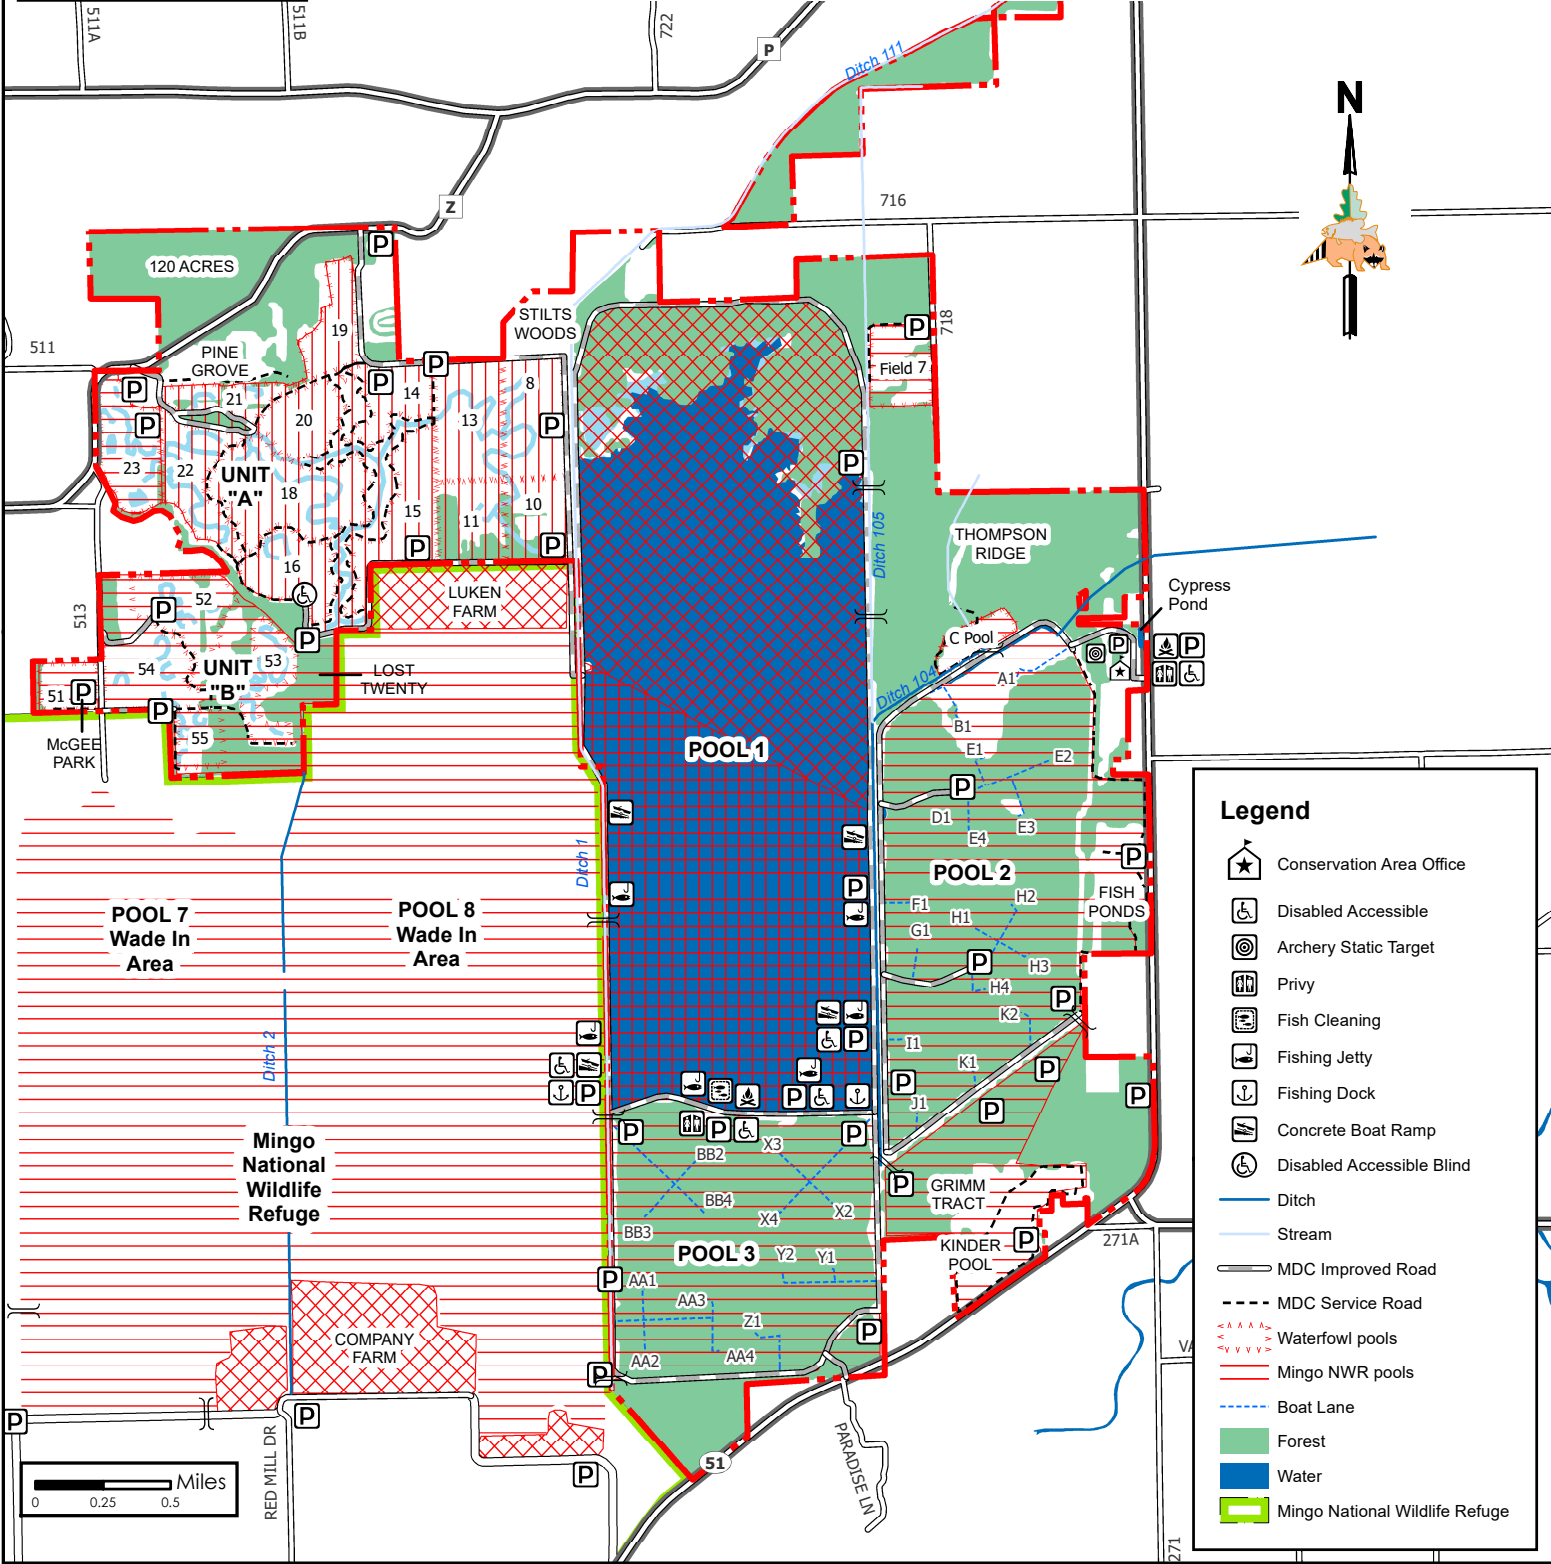 511A
511B
722
P
Ditch 111
N
716
Z
120 ACRES
STILTS
WOODS
718
511
PINE
GROVE
19
P
P
P
P
Field 7
8
14
21
20
13
P
P
P
23
22
UNIT
"A"
18
15
11
10
P
P
P
Ditch 105
THOMPSON
RIDGE
16
LUKEN
FARM
Cypress
Pond
513
52
P
P
C Pool
P
P
54
UNIT
"B"
53
LOST
TWENTY
A1
Ditch 104
51
P
P
B1
McGEE
PARK
55
POOL 1
E1
E2
P
D1
E3
E4
Legend
Conservation Area Office
Ditch 1
POOL 2
P
P
FISH
PONDS
F1
H2
H1
G1
Disabled Accessible
POOL 7
Wade In
Area
POOL 8
Wade In
Area
Archery Static Target
P
H3
H4
Privy
P
K2
Fish Cleaning
Ditch 2
P
I1
Fishing Jetty
K1
P
P
P
P
P
J1
P
P
Fishing Dock
Concrete Boat Ramp
Mingo
National
Wildlife
Refuge
P
P
P
X3
BB2
Disabled Accessible Blind
P
GRIMM
TRACT
BB4
X4
X2
Ditch
BB3
Stream
POOL 3
Y2
Y1
KINDER
POOL
P
271A
MDC Improved Road
P
AA1
AA3
Z1
MDC Service Road
COMPANY
FARM
P
VA
Waterfowl pools
AA2
AA4
P
Mingo NWR pools
Boat Lane
P
P
RED MILL DR
PARADISE LN
Forest
51
P
Water
Miles
0
0.25
0.5
Mingo National Wildlife Refuge
271